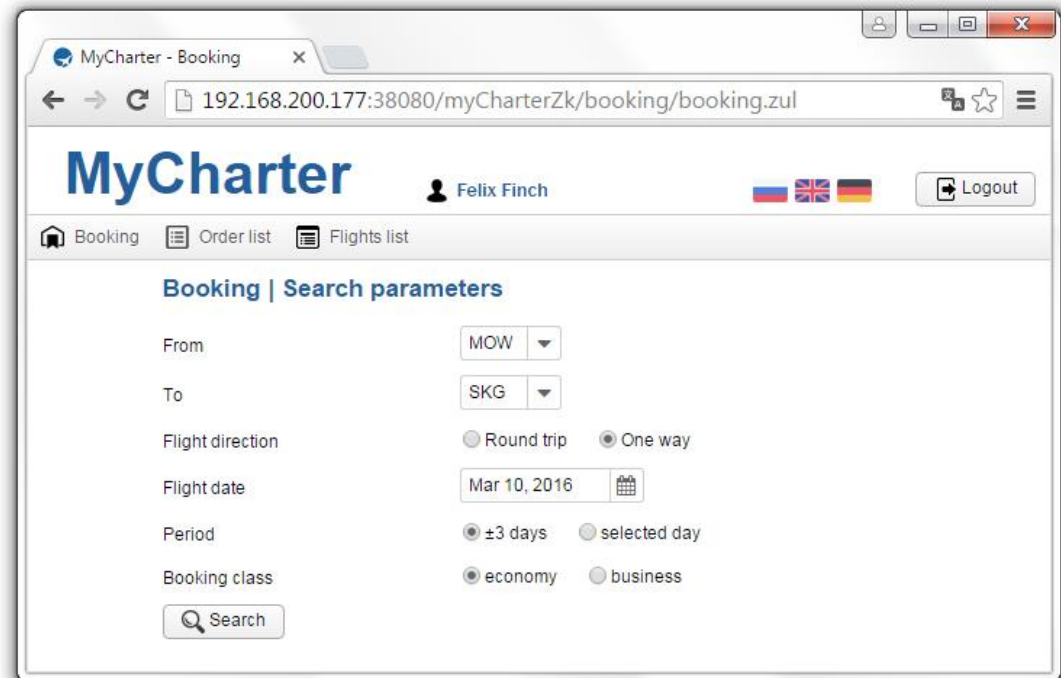 MyCharter - Booking
192.168.200.177:38080/myCharterZk/booking/booking.zul
MyCharter Felix Finch Logout
Booking Order list Flights list
Booking | Search parameters
From MOW
To SKG
Flight direction Round trip One way
Flight date Mar 10, 2016
Period ±3 days selected day
Booking class economy business
Search